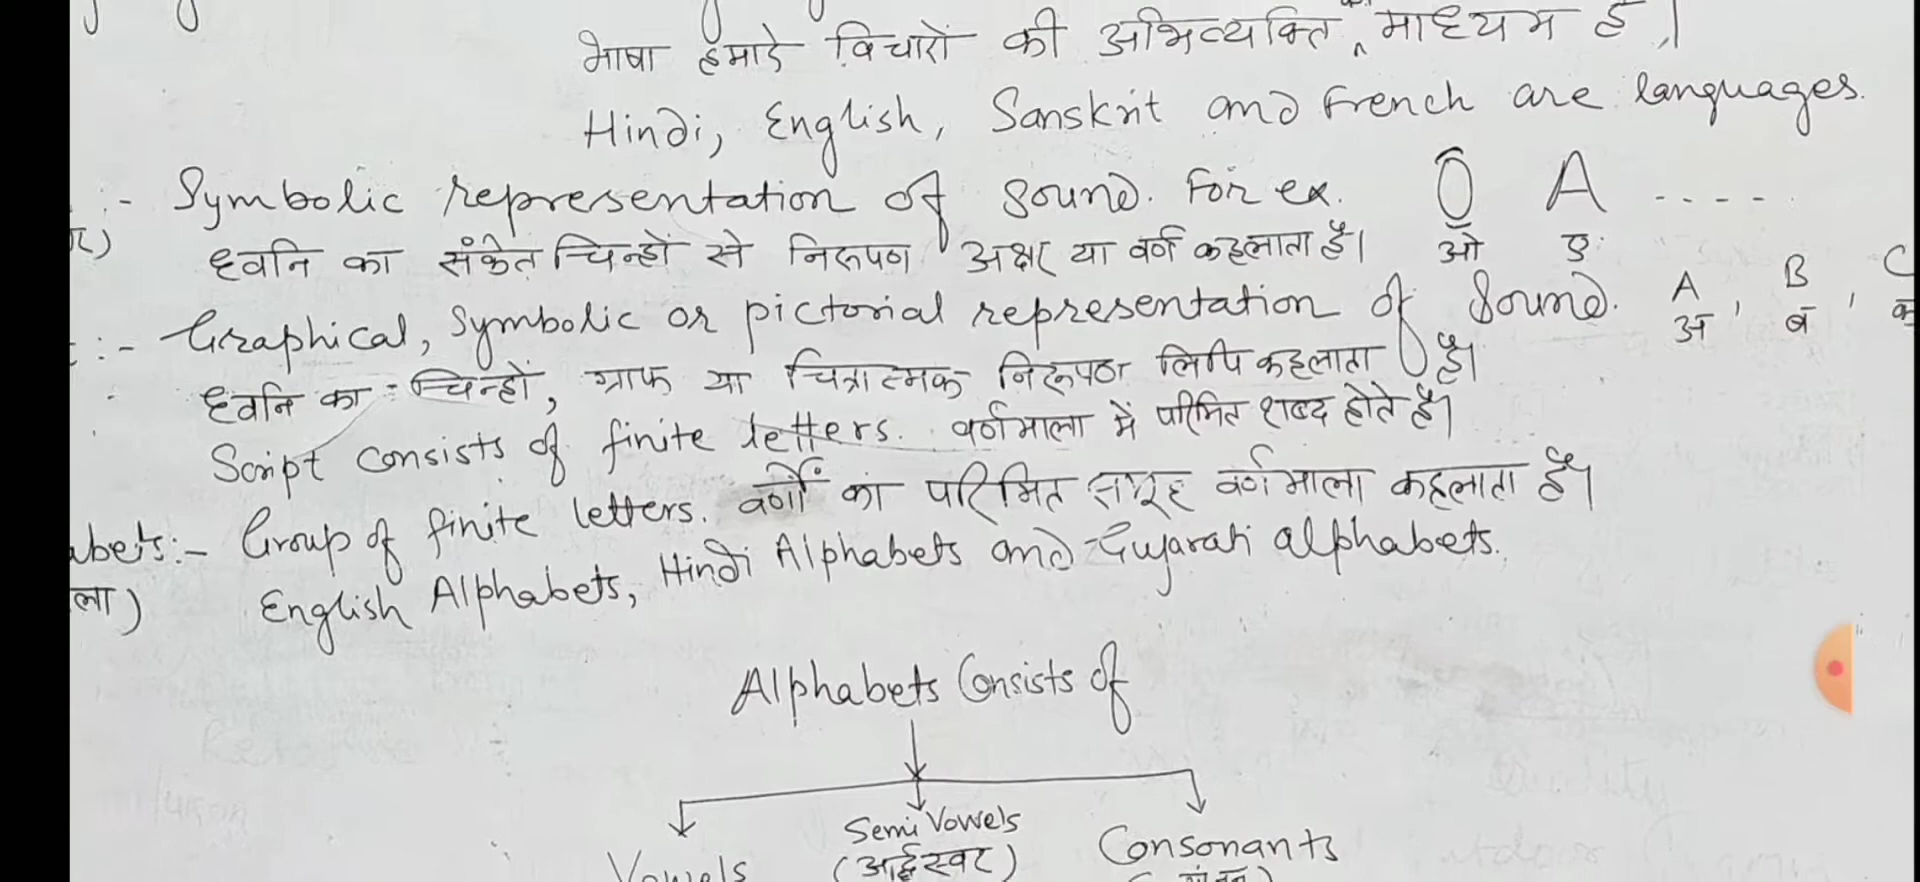 भाषा हमारे विचारों की अभिव्यक्ति का माध्यम है।
Hindi, English, Sanskrit and French are languages.
:- Symbolic representation of Sound. For ex. O A ----
र) ध्वनि का संकेत चिन्हों से निरूपण अक्षर या वर्ण कहलाता है। ओ ए
:- Graphical, Symbolic or pictorial representation of Sound. A, B, C
अ ब क
ध्वनि का चिन्हों, ग्राफ या चित्रात्मक निरूपण लिपि कहलाता है।
Script consists of finite letters. वर्णमाला में परिमित शब्द होते है।
abets:- Group of finite letters. वर्णों का परिमित समूह वर्णमाला कहलाता है।
ला) English Alphabets, Hindi Alphabets and Gujarati alphabets.
Alphabets Consists of
Vowels Semi Vowels Consonants
(अर्द्धस्वर)